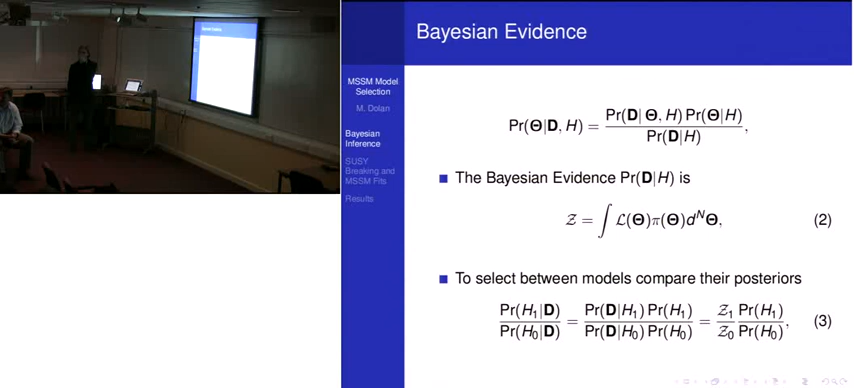 Bayesian Evidence
MSSM Model
Selection
M. Dolan
Bayesian
Inference
SUSY
Breaking and
MSSM Fits
Results
Pr(Θ|D, H) = Pr(D| Θ, H) Pr(Θ|H) / Pr(D|H),
■ The Bayesian Evidence Pr(D|H) is
𝒵 = ∫ ℒ(Θ)π(Θ)dᴺΘ, (2)
■ To select between models compare their posteriors
Pr(H₁|D) / Pr(H₀|D) = Pr(D|H₁) Pr(H₁) / Pr(D|H₀) Pr(H₀) = 𝒵₁ / 𝒵₀ Pr(H₁) / Pr(H₀), (3)